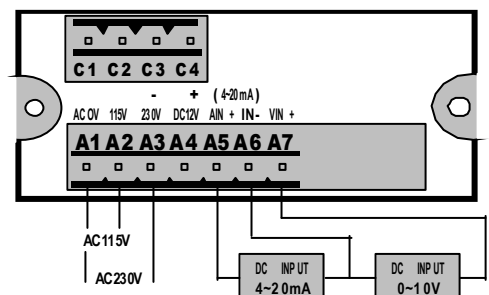 C1 C2 C3 C4
- + (4~20mA)
AC 0V 115V 230V DC12V AIN + IN- VIN +
A1 A2 A3 A4 A5 A6 A7
AC115V
AC230V
DC INPUT
4~20mA
DC INPUT
0~10V